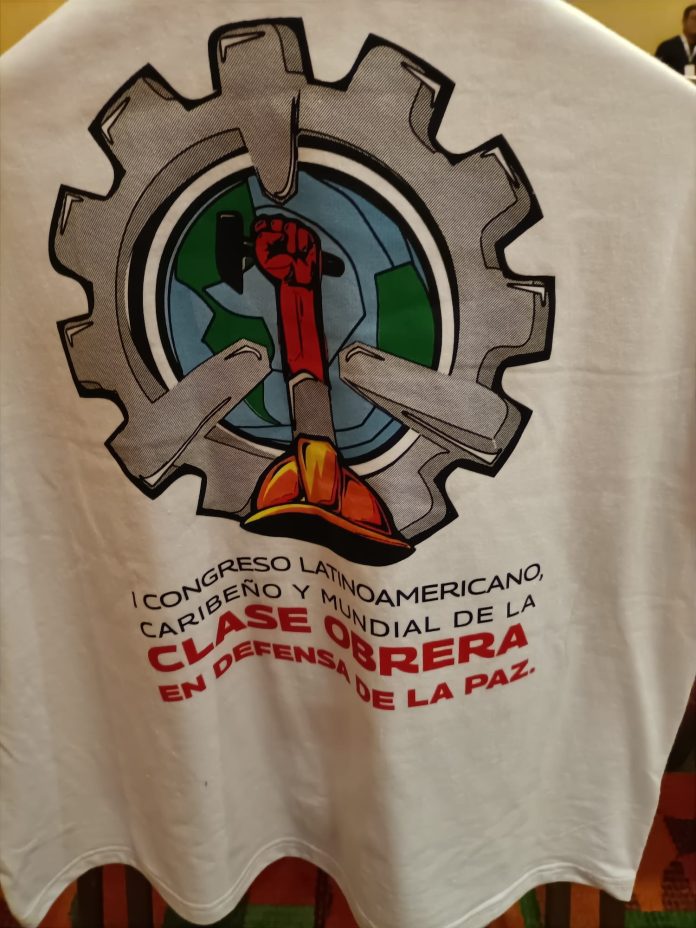 I CONGRESO LATINOAMERICANO,
CARIBEÑO Y MUNDIAL DE LA
CLASE OBRERA
EN DEFENSA DE LA PAZ.